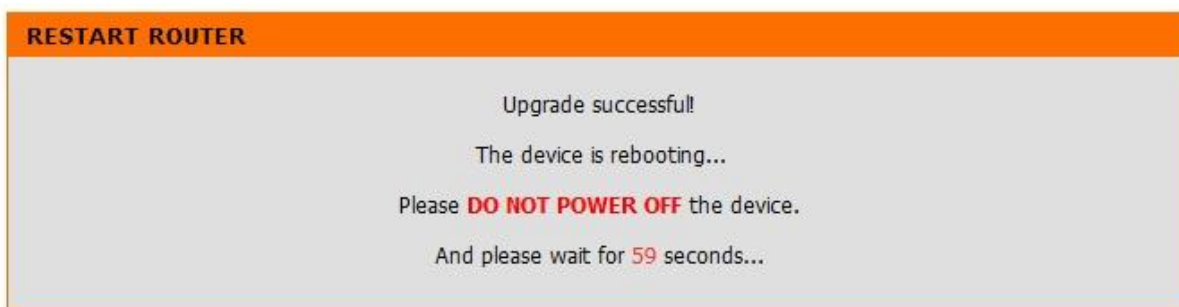 RESTART ROUTER
Upgrade successful!
The device is rebooting...
Please DO NOT POWER OFF the device.
And please wait for 59 seconds...